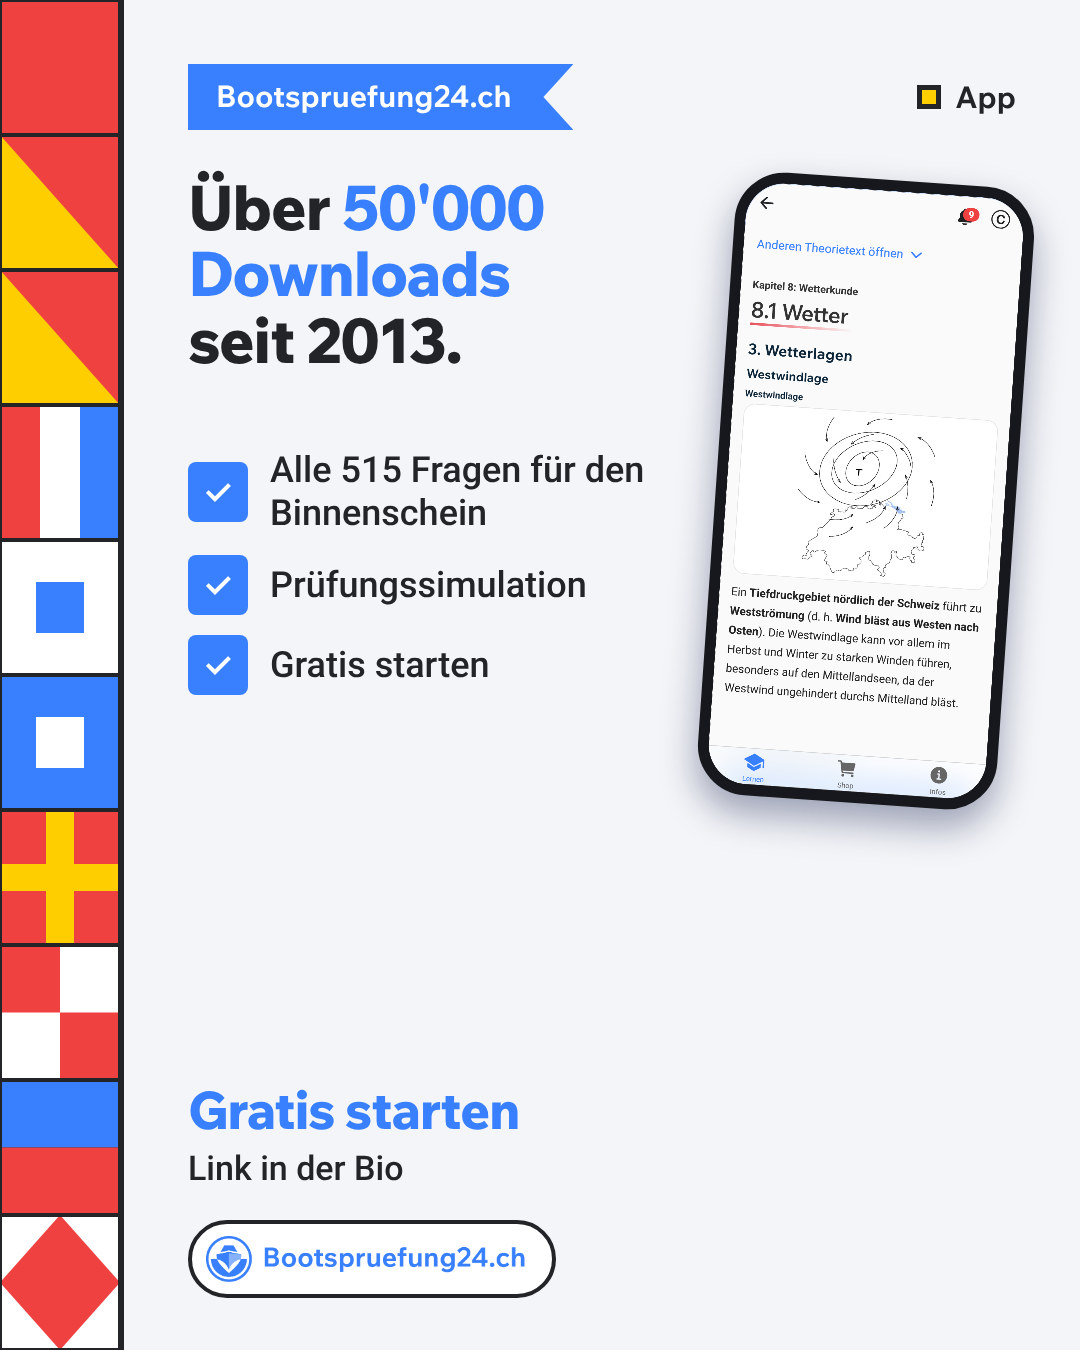 Bootspruefung24.ch
App
Über 50'000
Downloads
seit 2013.
Alle 515 Fragen für den
Binnenschein
Prüfungssimulation
Gratis starten
9
C
Anderen Theorietext öffnen
Kapitel 8: Wetterkunde
8.1 Wetter
3. Wetterlagen
Westwindlage
Westwindlage
T
Ein Tiefdruckgebiet nördlich der Schweiz führt zu
Westströmung (d. h. Wind bläst aus Westen nach
Osten). Die Westwindlage kann vor allem im
Herbst und Winter zu starken Winden führen,
besonders auf den Mittellandseen, da der
Westwind ungehindert durchs Mittelland bläst.
Lernen
Shop
Infos
Gratis starten
Link in der Bio
Bootspruefung24.ch